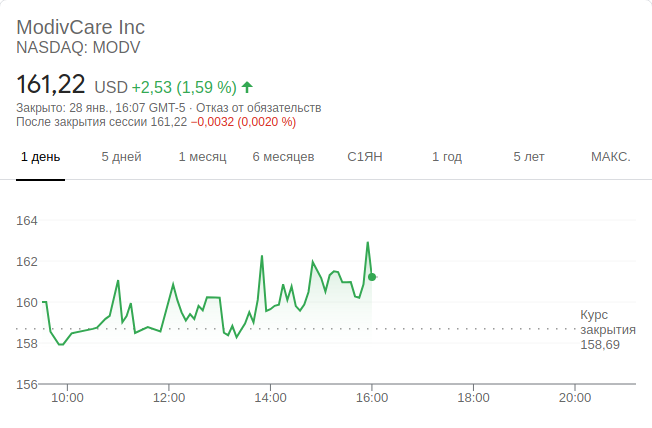 ModivCare Inc
NASDAQ: MODV
161,22 USD +2,53 (1,59 %)
Закрыто: 28 янв., 16:07 GMT-5 · Отказ от обязательств
После закрытия сессии 161,22 −0,0032 (0,0020 %)
1 день 5 дней 1 месяц 6 месяцев С1ЯН 1 год 5 лет МАКС.
164
162
160
Курс
закрытия
158,69
158
156
10:00 12:00 14:00 16:00 18:00 20:00